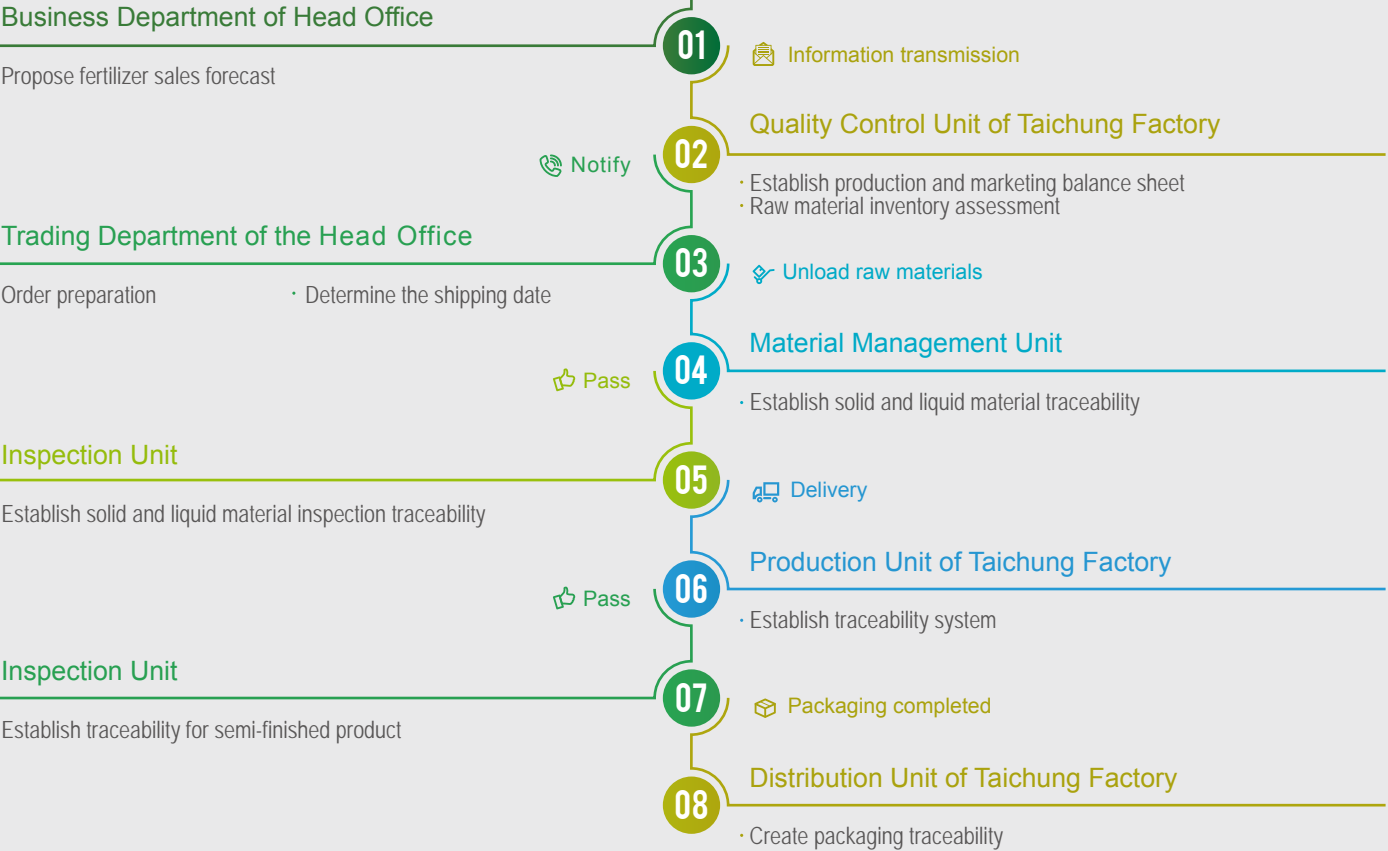 Business Department of Head Office
01
Propose fertilizer sales forecast
Information transmission
Quality Control Unit of Taichung Factory
02
· Establish production and marketing balance sheet
· Raw material inventory assessment
Notify
Trading Department of the Head Office
03
Order preparation
· Determine the shipping date
Unload raw materials
Material Management Unit
04
· Establish solid and liquid material traceability
Pass
Inspection Unit
05
Establish solid and liquid material inspection traceability
Delivery
Production Unit of Taichung Factory
06
· Establish traceability system
Pass
Inspection Unit
07
Establish traceability for semi-finished product
Packaging completed
Distribution Unit of Taichung Factory
08
· Create packaging traceability